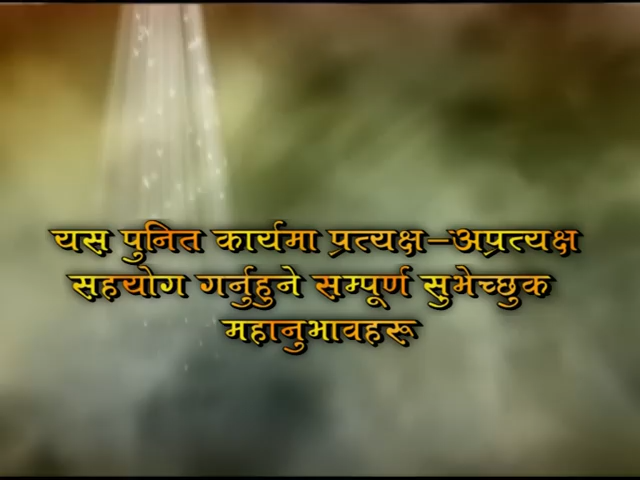 यस पुनित कार्यमा प्रत्यक्ष-अप्रत्यक्ष
सहयोग गर्नुहुने सम्पूर्ण सुभेच्छुक
महानुभावहरू